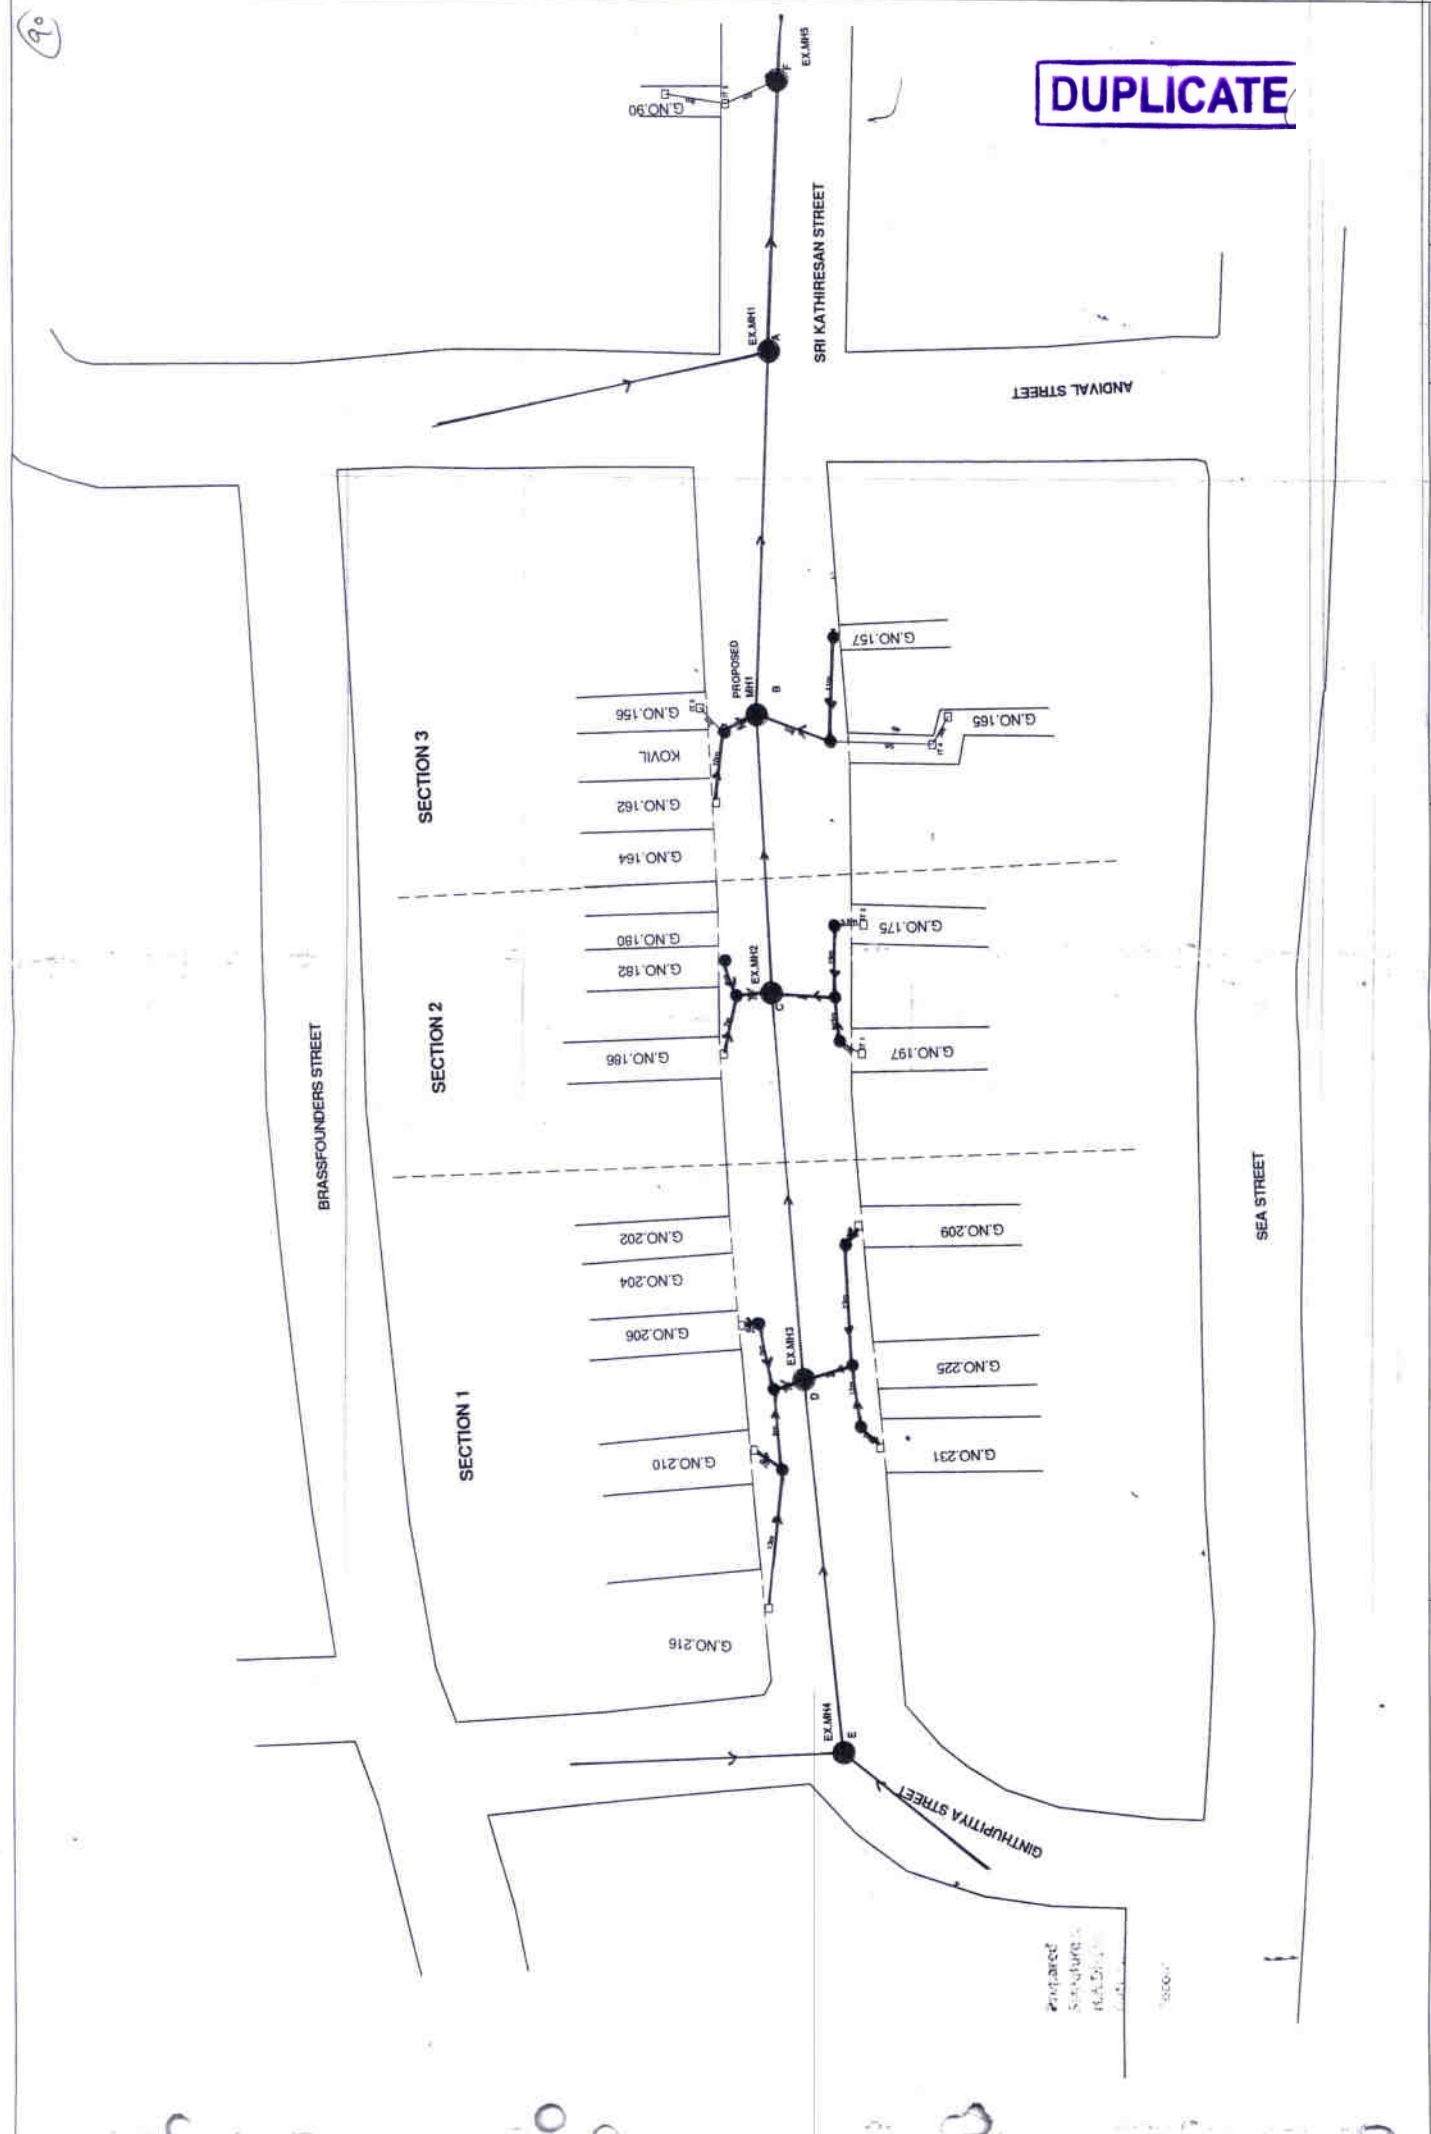 90
DUPLICATE
G.NO.90
F
EX.MH5
EX.MH1
A
SRI KATHIRESAN STREET
ANDIVAL STREET
G.NO.157
PROPOSED
MH1
B
G.NO.156
KOVIL
G.NO.162
G.NO.164
G.NO.165
SECTION 3
G.NO.180
G.NO.182
G.NO.186
EX.MH2
C
G.NO.175
G.NO.197
SECTION 2
BRASSFOUNDERS STREET
SEA STREET
G.NO.202
G.NO.204
G.NO.206
G.NO.210
G.NO.216
EX.MH3
D
G.NO.209
G.NO.225
G.NO.231
SECTION 1
EX.MH4
E
GINTHUPITIYA STREET
Prepared